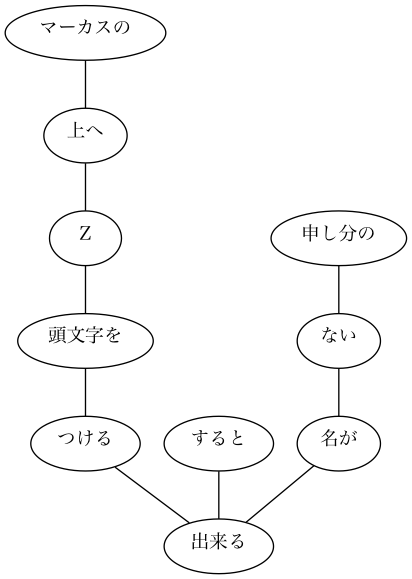 マーカスの
上へ
Z
申し分の
頭文字を
ない
つける
すると
名が
出来る